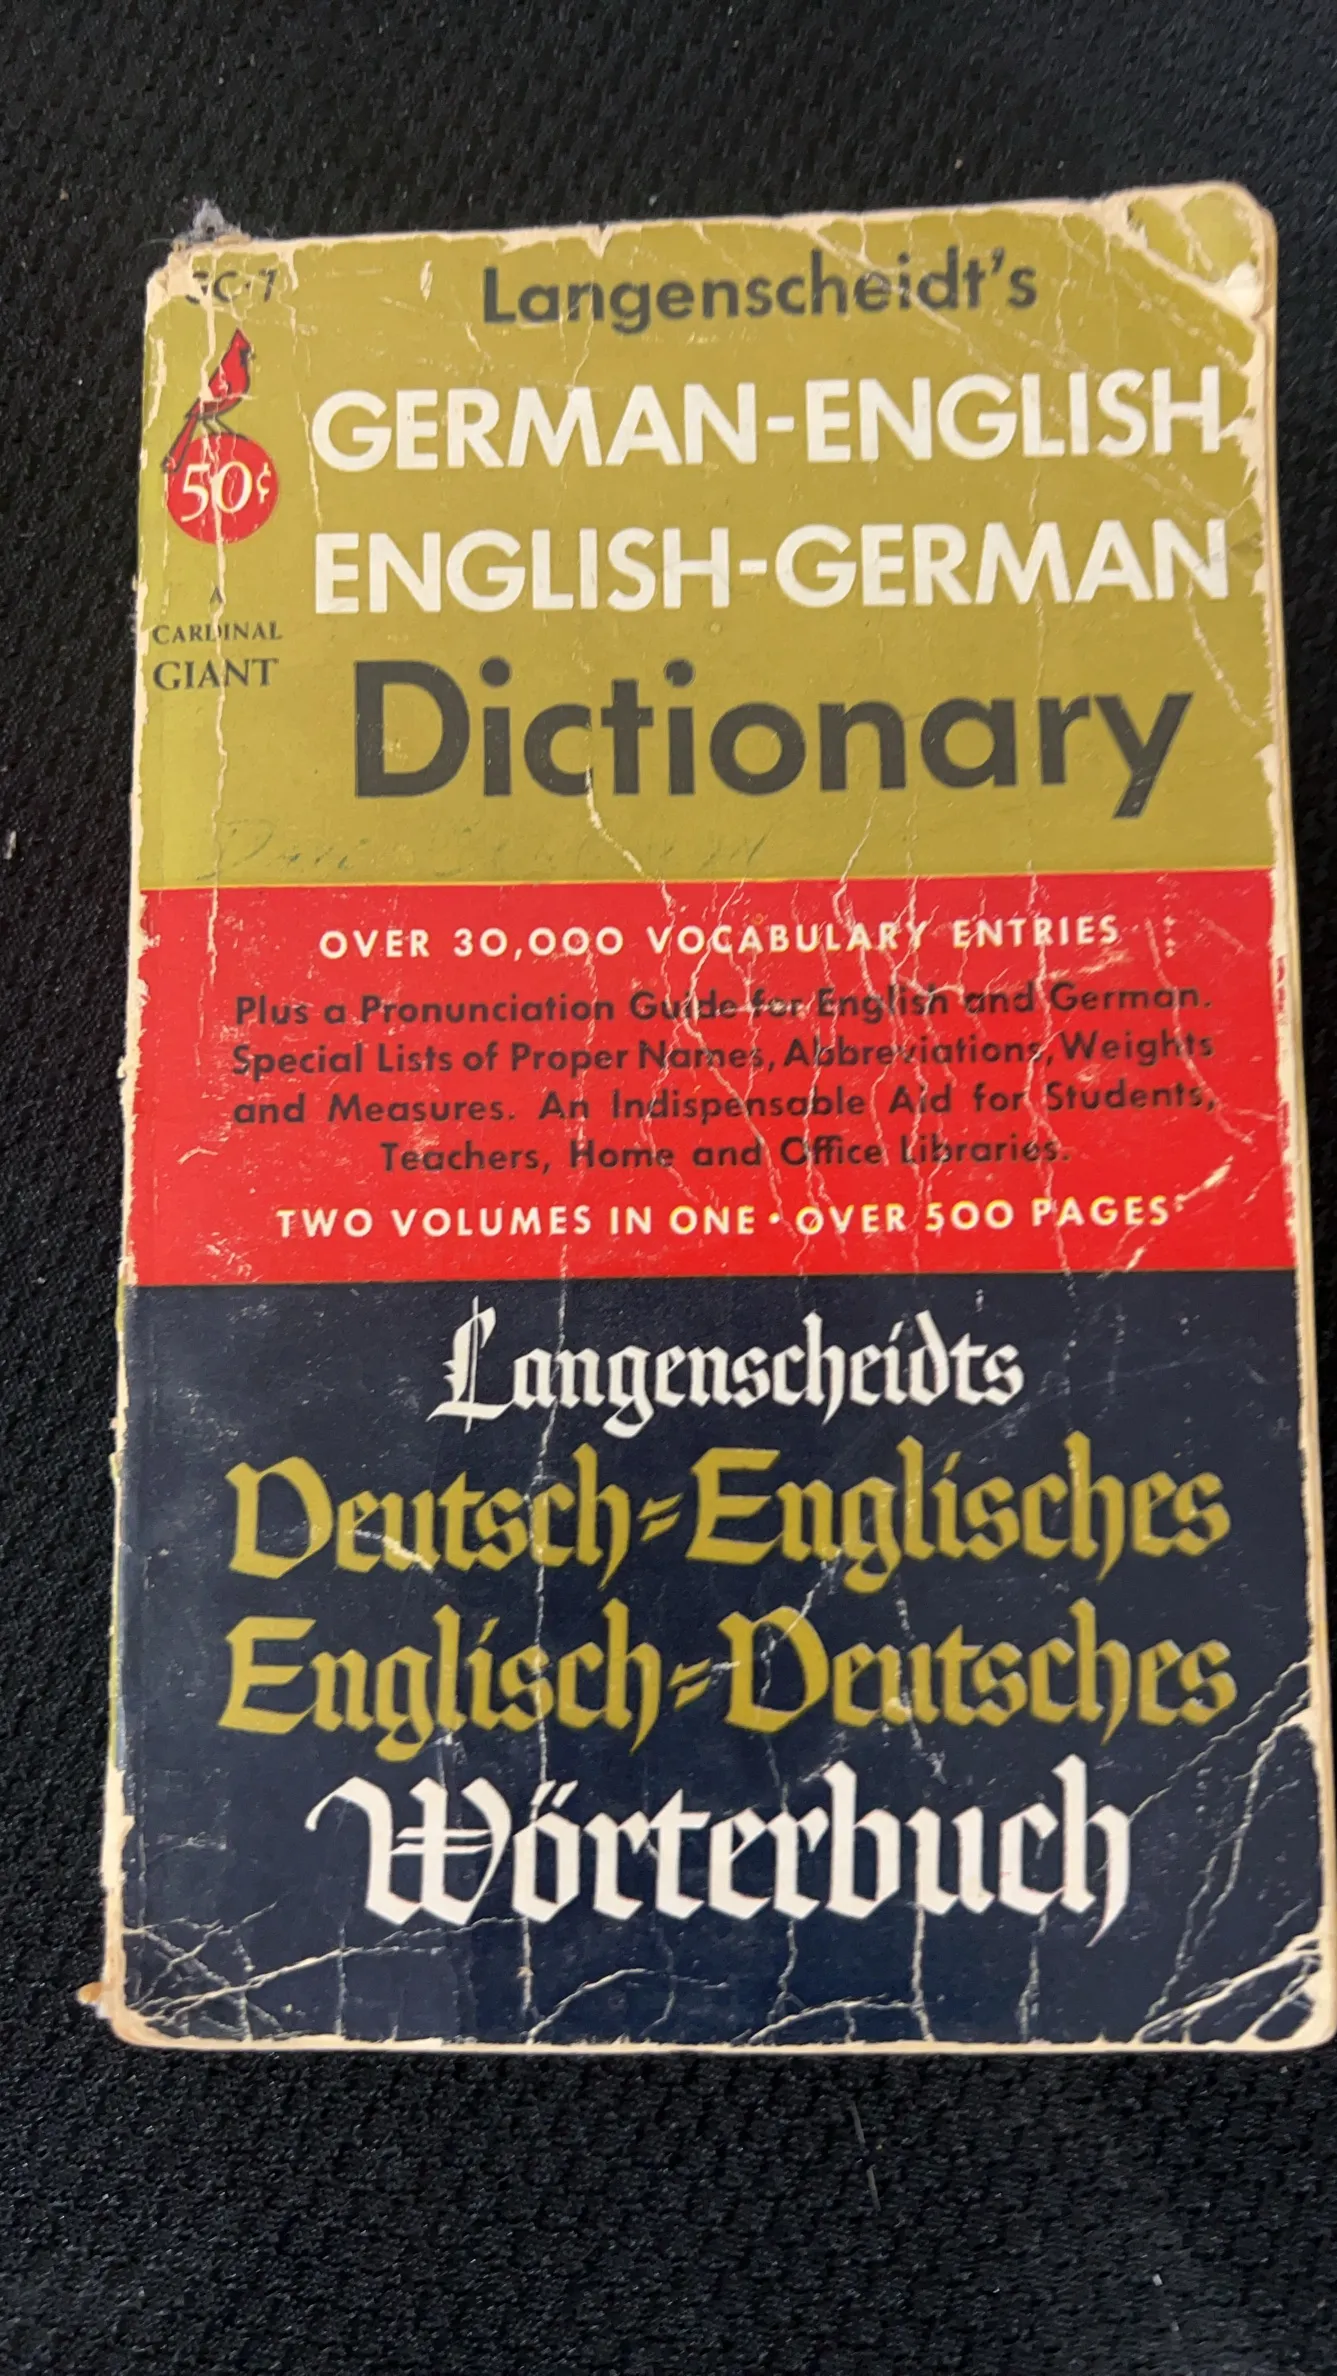 GC-7
Langenscheidt's
GERMAN-ENGLISH
ENGLISH-GERMAN
Dictionary
50¢
A
CARDINAL
GIANT
OVER 30,000 VOCABULARY ENTRIES
Plus a Pronunciation Guide for English and German.
Special Lists of Proper Names, Abbreviations, Weights
and Measures. An Indispensable Aid for Students,
Teachers, Home and Office Libraries.
TWO VOLUMES IN ONE • OVER 500 PAGES
Langenscheidts
Deutsch-Englisches
Englisch-Deutsches
Wörterbuch